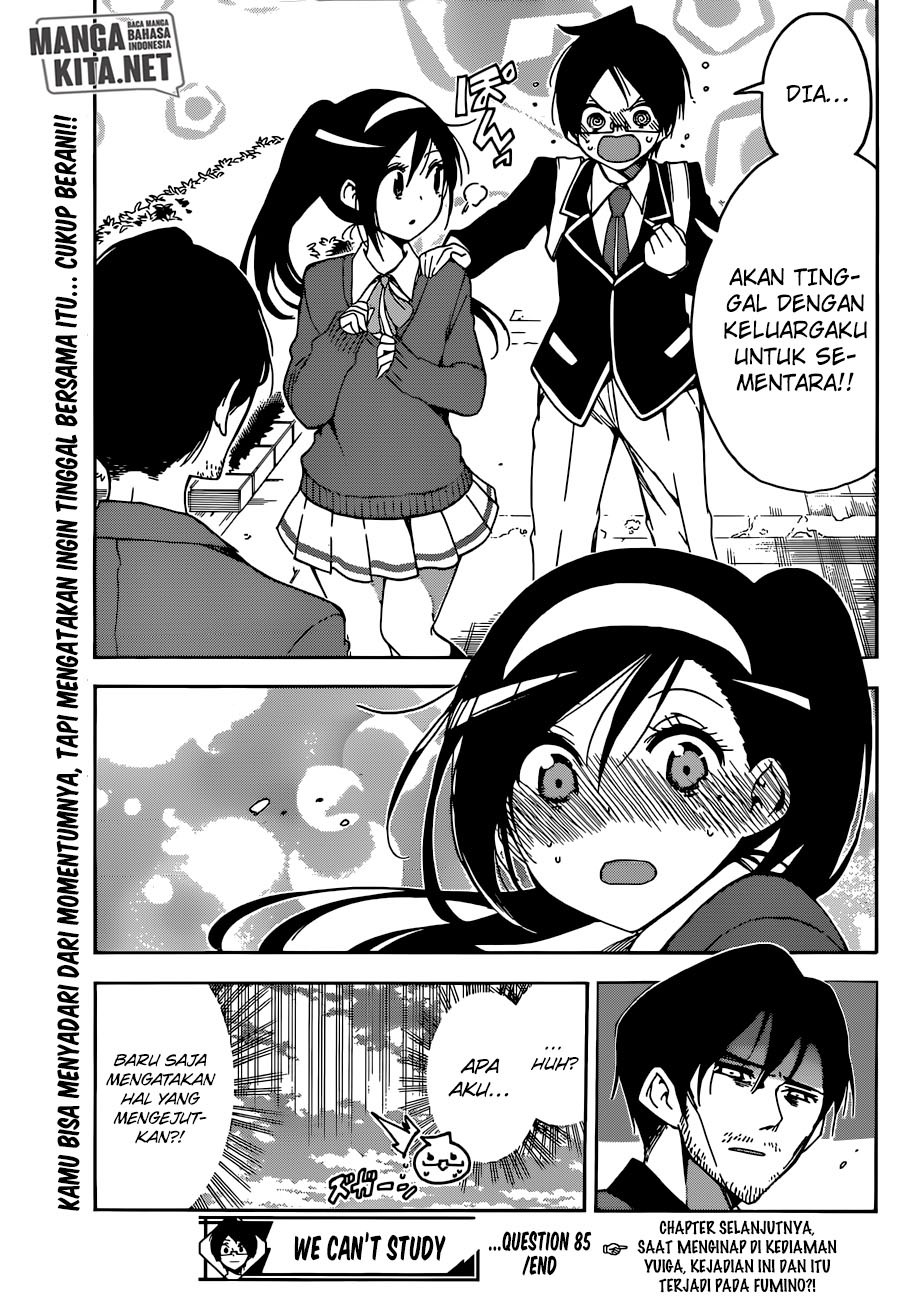 MANGA
KITA.NET
BACA MANGA
BAHASA
INDONESIA
KAMU BISA MENYADARI DARI MOMENTUMNYA, TAPI MENGATAKAN INGIN TINGGAL BERSAMA ITU... CUKUP BERANI!!
ぽんっ
DIA...
AKAN TING-
GAL DENGAN
KELUARGAKU
UNTUK SE-
MENTARA!!
... HUH?
APA
AKU...
BARU SAJA
MENGATAKAN
HAL YANG
MENGEJUT-
KAN?!
WE CAN'T STUDY
...QUESTION 85
/END
☞ CHAPTER SELANJUTNYA,
SAAT MENGINAP DI KEDIAMAN
YUIGA, KEJADIAN INI DAN ITU
TERJADI PADA FUMINO?!